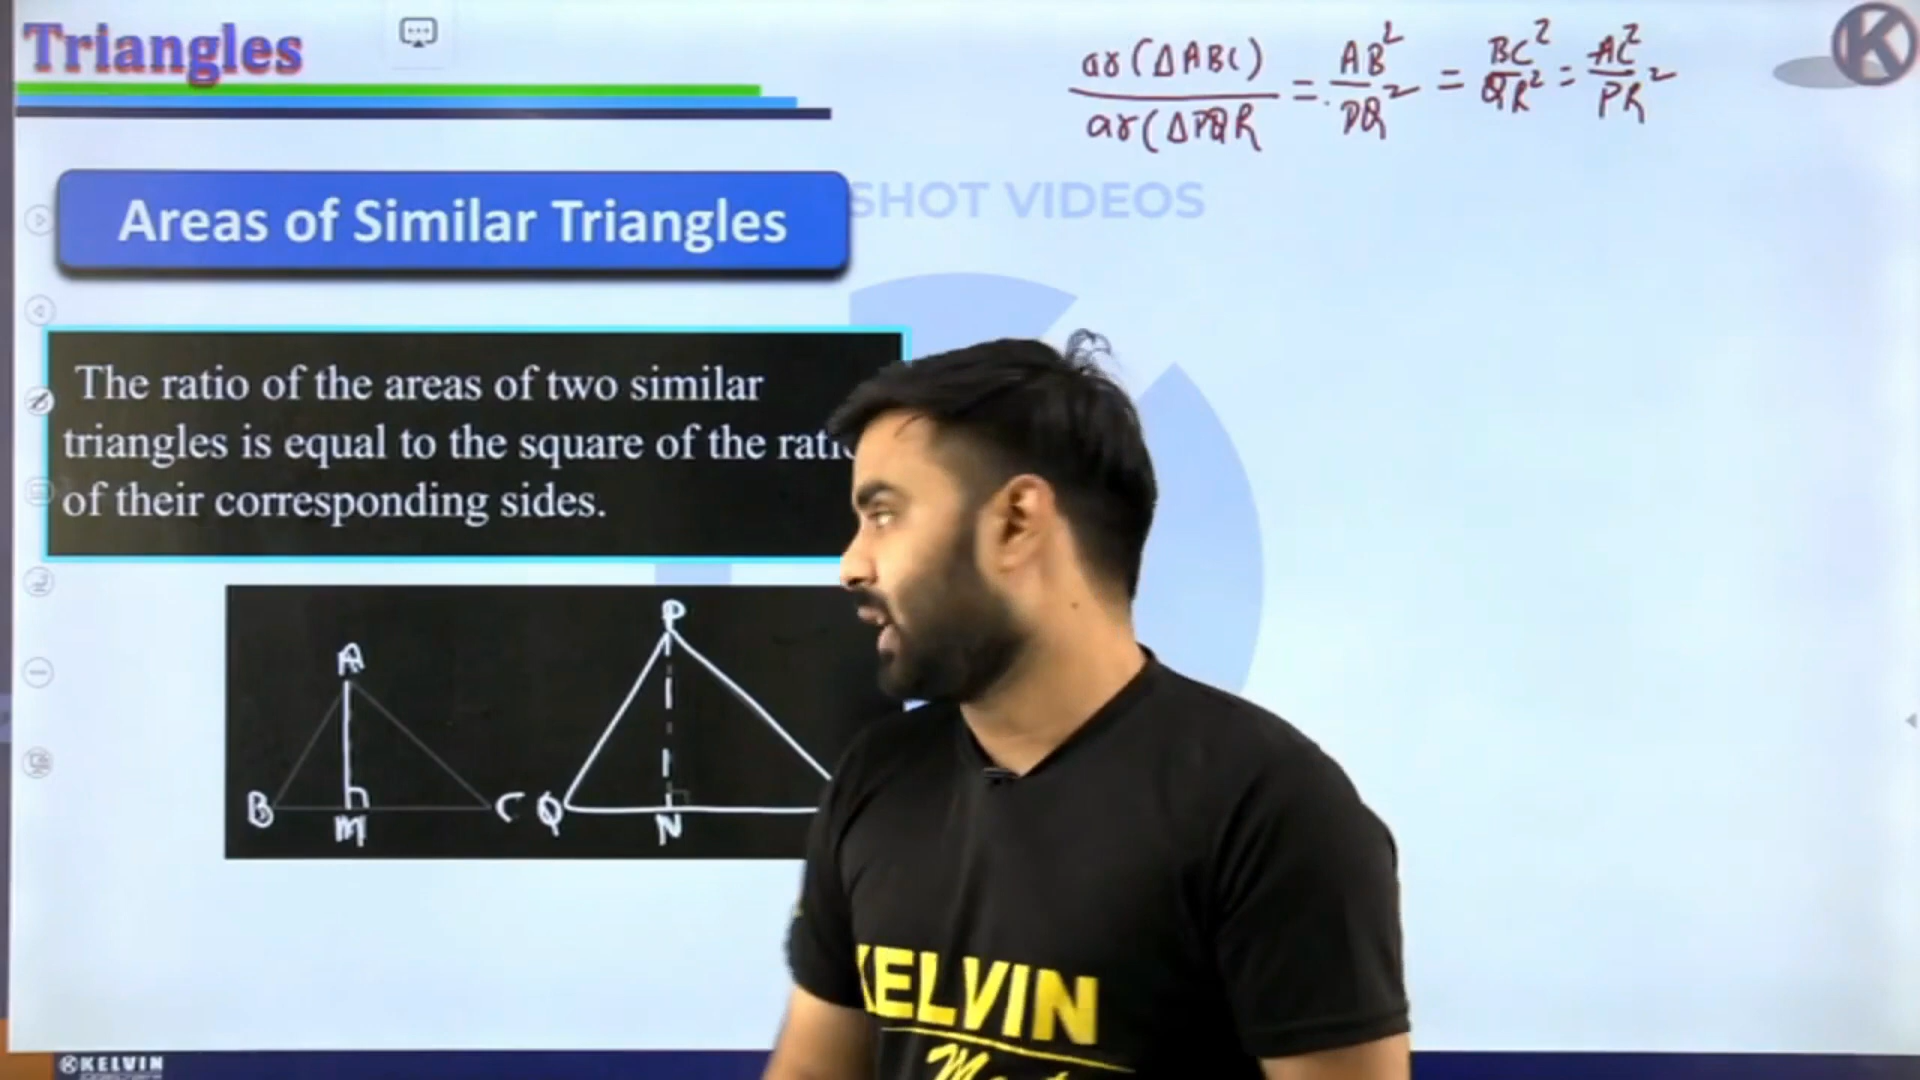 Triangles
ar(ΔABC) / ar(ΔPQR = AB² / PQ² = BC² / QR² = AC² / PR²
K
SHOT VIDEOS
Areas of Similar Triangles
The ratio of the areas of two similar
triangles is equal to the square of the
of their corresponding sides.
P
A
B M C Q N
KELVIN
KELVIN